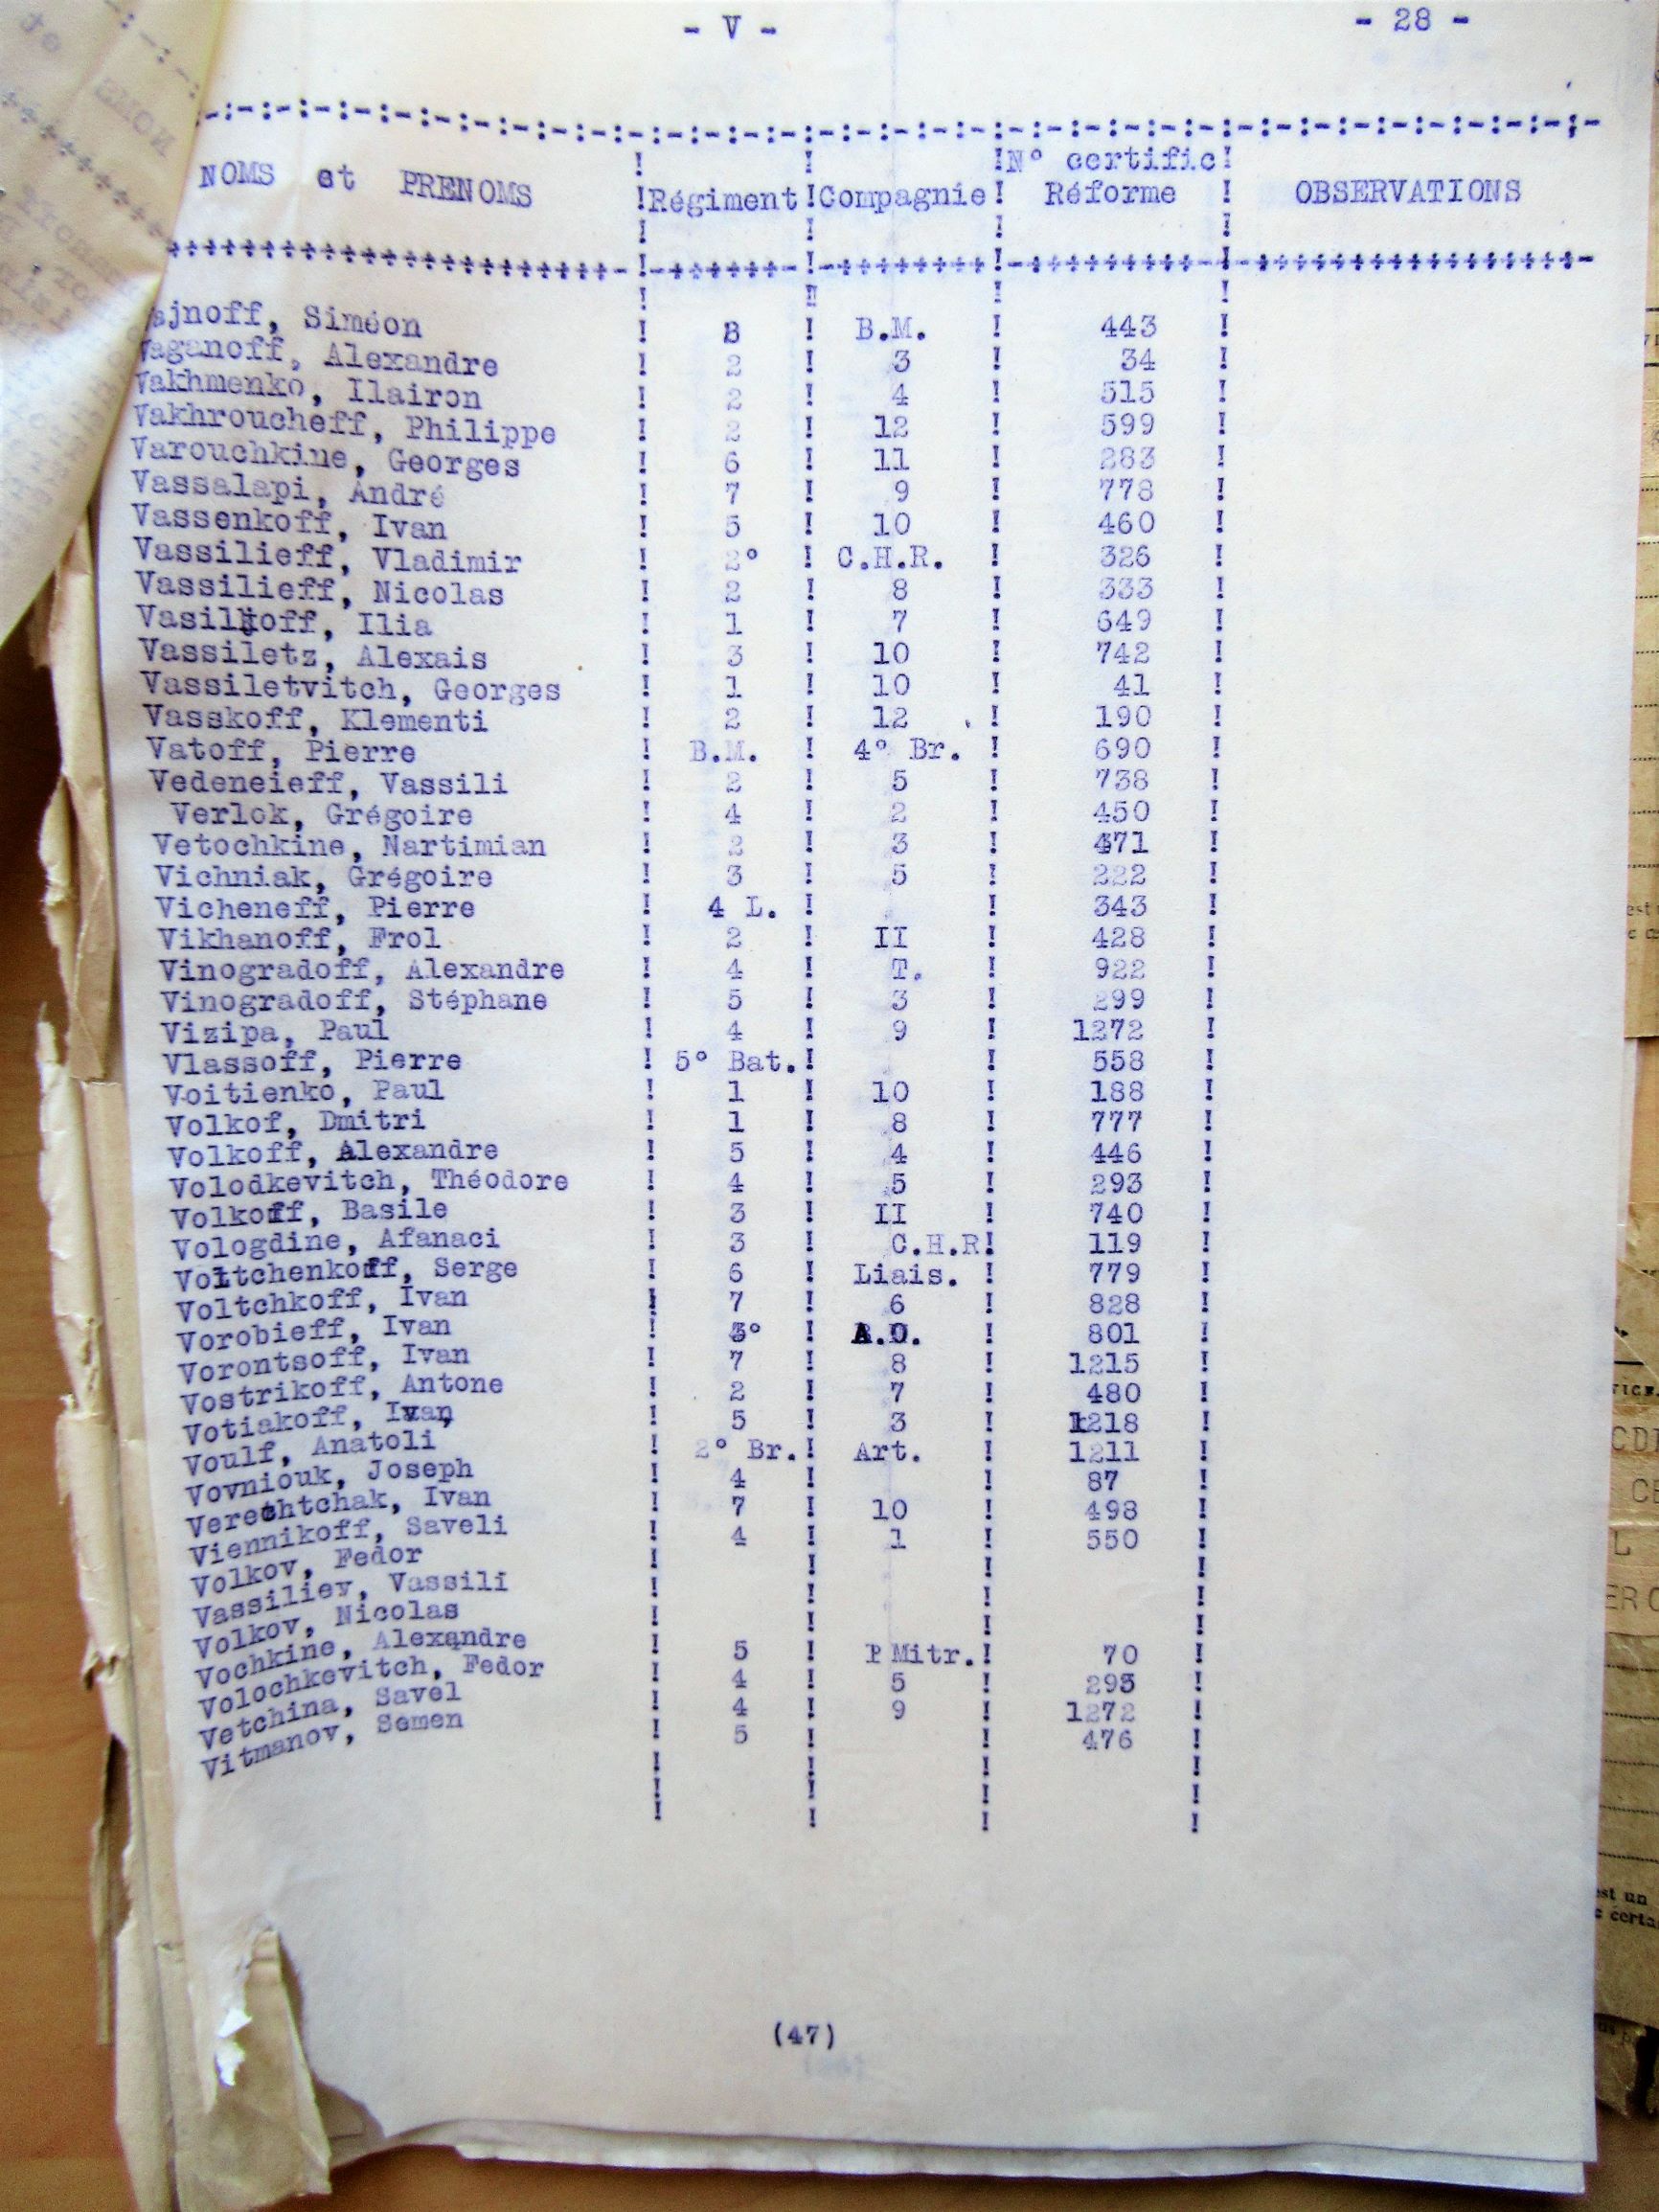 - V - - 28 -
NOMS et PRENOMS ! Régiment ! Compagnie ! N° certific Réforme ! OBSERVATIONS
ajnoff, Siméon ! 8 ! B.M. ! 443 !
Vaganoff, Alexandre ! 2 ! 3 ! 34 !
Vakhmenko, Ilairon ! 2 ! 4 ! 515 !
Vakhroucheff, Philippe ! 2 ! 12 ! 599 !
Varouchkine, Georges ! 6 ! 11 ! 283 !
Vassalapi, André ! 7 ! 9 ! 778 !
Vassenkoff, Ivan ! 5 ! 10 ! 460 !
Vassilieff, Vladimir ! 2° ! C.H.R. ! 326 !
Vassilieff, Nicolas ! 2 ! 8 ! 333 !
Ilia ! 1 ! 7 ! 649 !
Vassiletz, Alexais ! 3 ! 10 ! 742 !
Vassiletvitch, Georges ! 1 ! 10 ! 41 !
Vasskoff, Klementi ! 2 ! 12 ! 190 !
Vatoff, Pierre ! B.M. ! 4° Br. ! 690 !
Vedeneieff, Vassili ! 2 ! 5 ! 738 !
Verlok, Grégoire ! 4 ! 2 ! 450 !
Vetochkine, Nartimian ! 2 ! 3 ! 471 !
Vichniak, Grégoire ! 3 ! 5 ! 222 !
Vicheneff, Pierre ! 4 L. ! ! 343 !
Vikhanoff, Frol ! 2 ! II ! 428 !
Vinogradoff, Alexandre ! 4 ! T. ! 922 !
Vinogradoff, Stéphane ! 5 ! 3 ! 299 !
Vizipa, Paul ! 4 ! 9 ! 1272 !
Vlassoff, Pierre ! 5° Bat. ! ! 558 !
Voitienko, Paul ! 1 ! 10 ! 188 !
Volkof, Dmitri ! 1 ! 8 ! 777 !
Volkoff, Alexandre ! 5 ! 4 ! 446 !
Volodkevitch, Théodore ! 4 ! 5 ! 293 !
Volkoff, Basile ! 3 ! II ! 740 !
Vologdine, Afanaci ! 3 ! C.H.R! 119 !
Voltchenkoff, Serge ! 6 ! Liais. ! 779 !
Voltchkoff, Ivan ! 7 ! 6 ! 828 !
Vorobieff, Ivan ! 3° ! A.O. ! 801 !
Vorontsoff, Ivan ! 7 ! 8 ! 1215 !
Vostrikoff, Antone ! 2 ! 7 ! 480 !
Votiakoff, Ivan ! 5 ! 3 ! 1218 !
Voulf, Anatoli ! 2° Br. ! Art. ! 1211 !
Vovniouk, Joseph ! 4 ! ! 87 !
Verechtchak, Ivan ! 7 ! 10 ! 498 !
Viennikoff, Saveli ! 4 ! 1 ! 550 !
Volkov, Fedor ! ! ! !
Vassiliev, Vassili ! ! ! !
Volkov, Nicolas ! ! ! !
Vochkine, Alexandre ! 5 ! P Mitr. ! 70 !
Volochkevitch, Fedor ! 4 ! 5 ! 293 !
Vetchina, Savel ! 4 ! 9 ! 1272 !
Vitmanov, Semen ! 5 ! ! 476 !
(47)